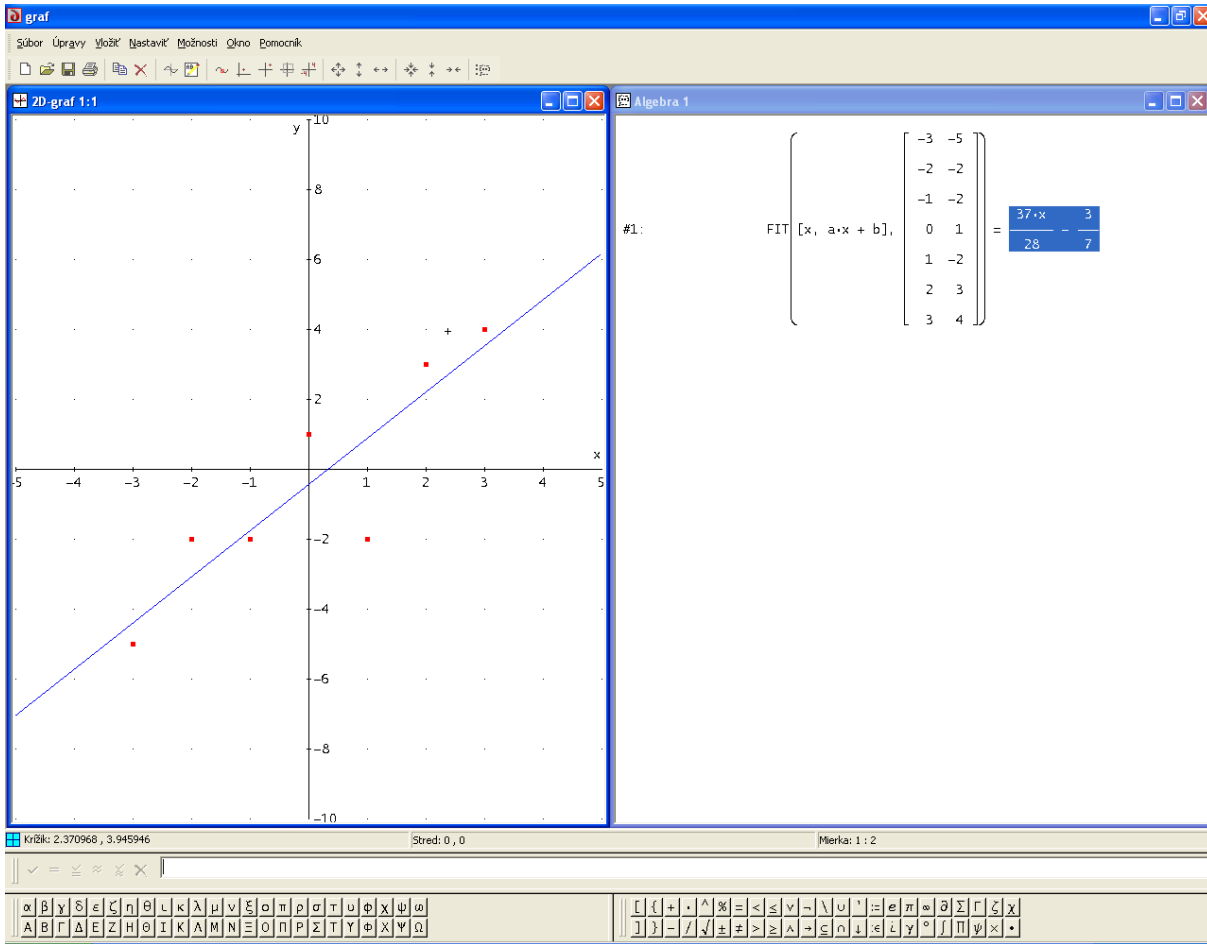 graf
Súbor Úpravy Vložiť Nastaviť Možnosti Okno Pomocník
2D-graf 1:1
y
10
8
6
4
2
x
-5 -4 -3 -2 -1 1 2 3 4 5
-2
-4
-6
-8
-10
Algebra 1
#1: FIT([x, a·x + b], [
-3 -5
-2 -2
-1 -2
0 1
1 -2
2 3
3 4
]) = 37·x/28 - 3/7
Krížik: 2.370968 , 3.945946 Stred: 0 , 0 Mierka: 1 : 2
= ≈
α β γ δ ε ζ η θ ι κ λ μ ν ξ ο π ρ σ τ υ φ χ ψ ω
Α Β Γ Δ Ε Ζ Η Θ Ι Κ Λ Μ Ν Ξ Ο Π Ρ Σ Τ Υ Φ Χ Ψ Ω
[ { + · ^ % = < ≤ ∨ ¬ \ ∪ ' := e π ∞ ∂ Σ Γ ζ χ
] } - / √ ± ≠ > ≥ ∧ → ⊆ ∩ ↓ :∈ i γ ° ∫ Π ψ × •